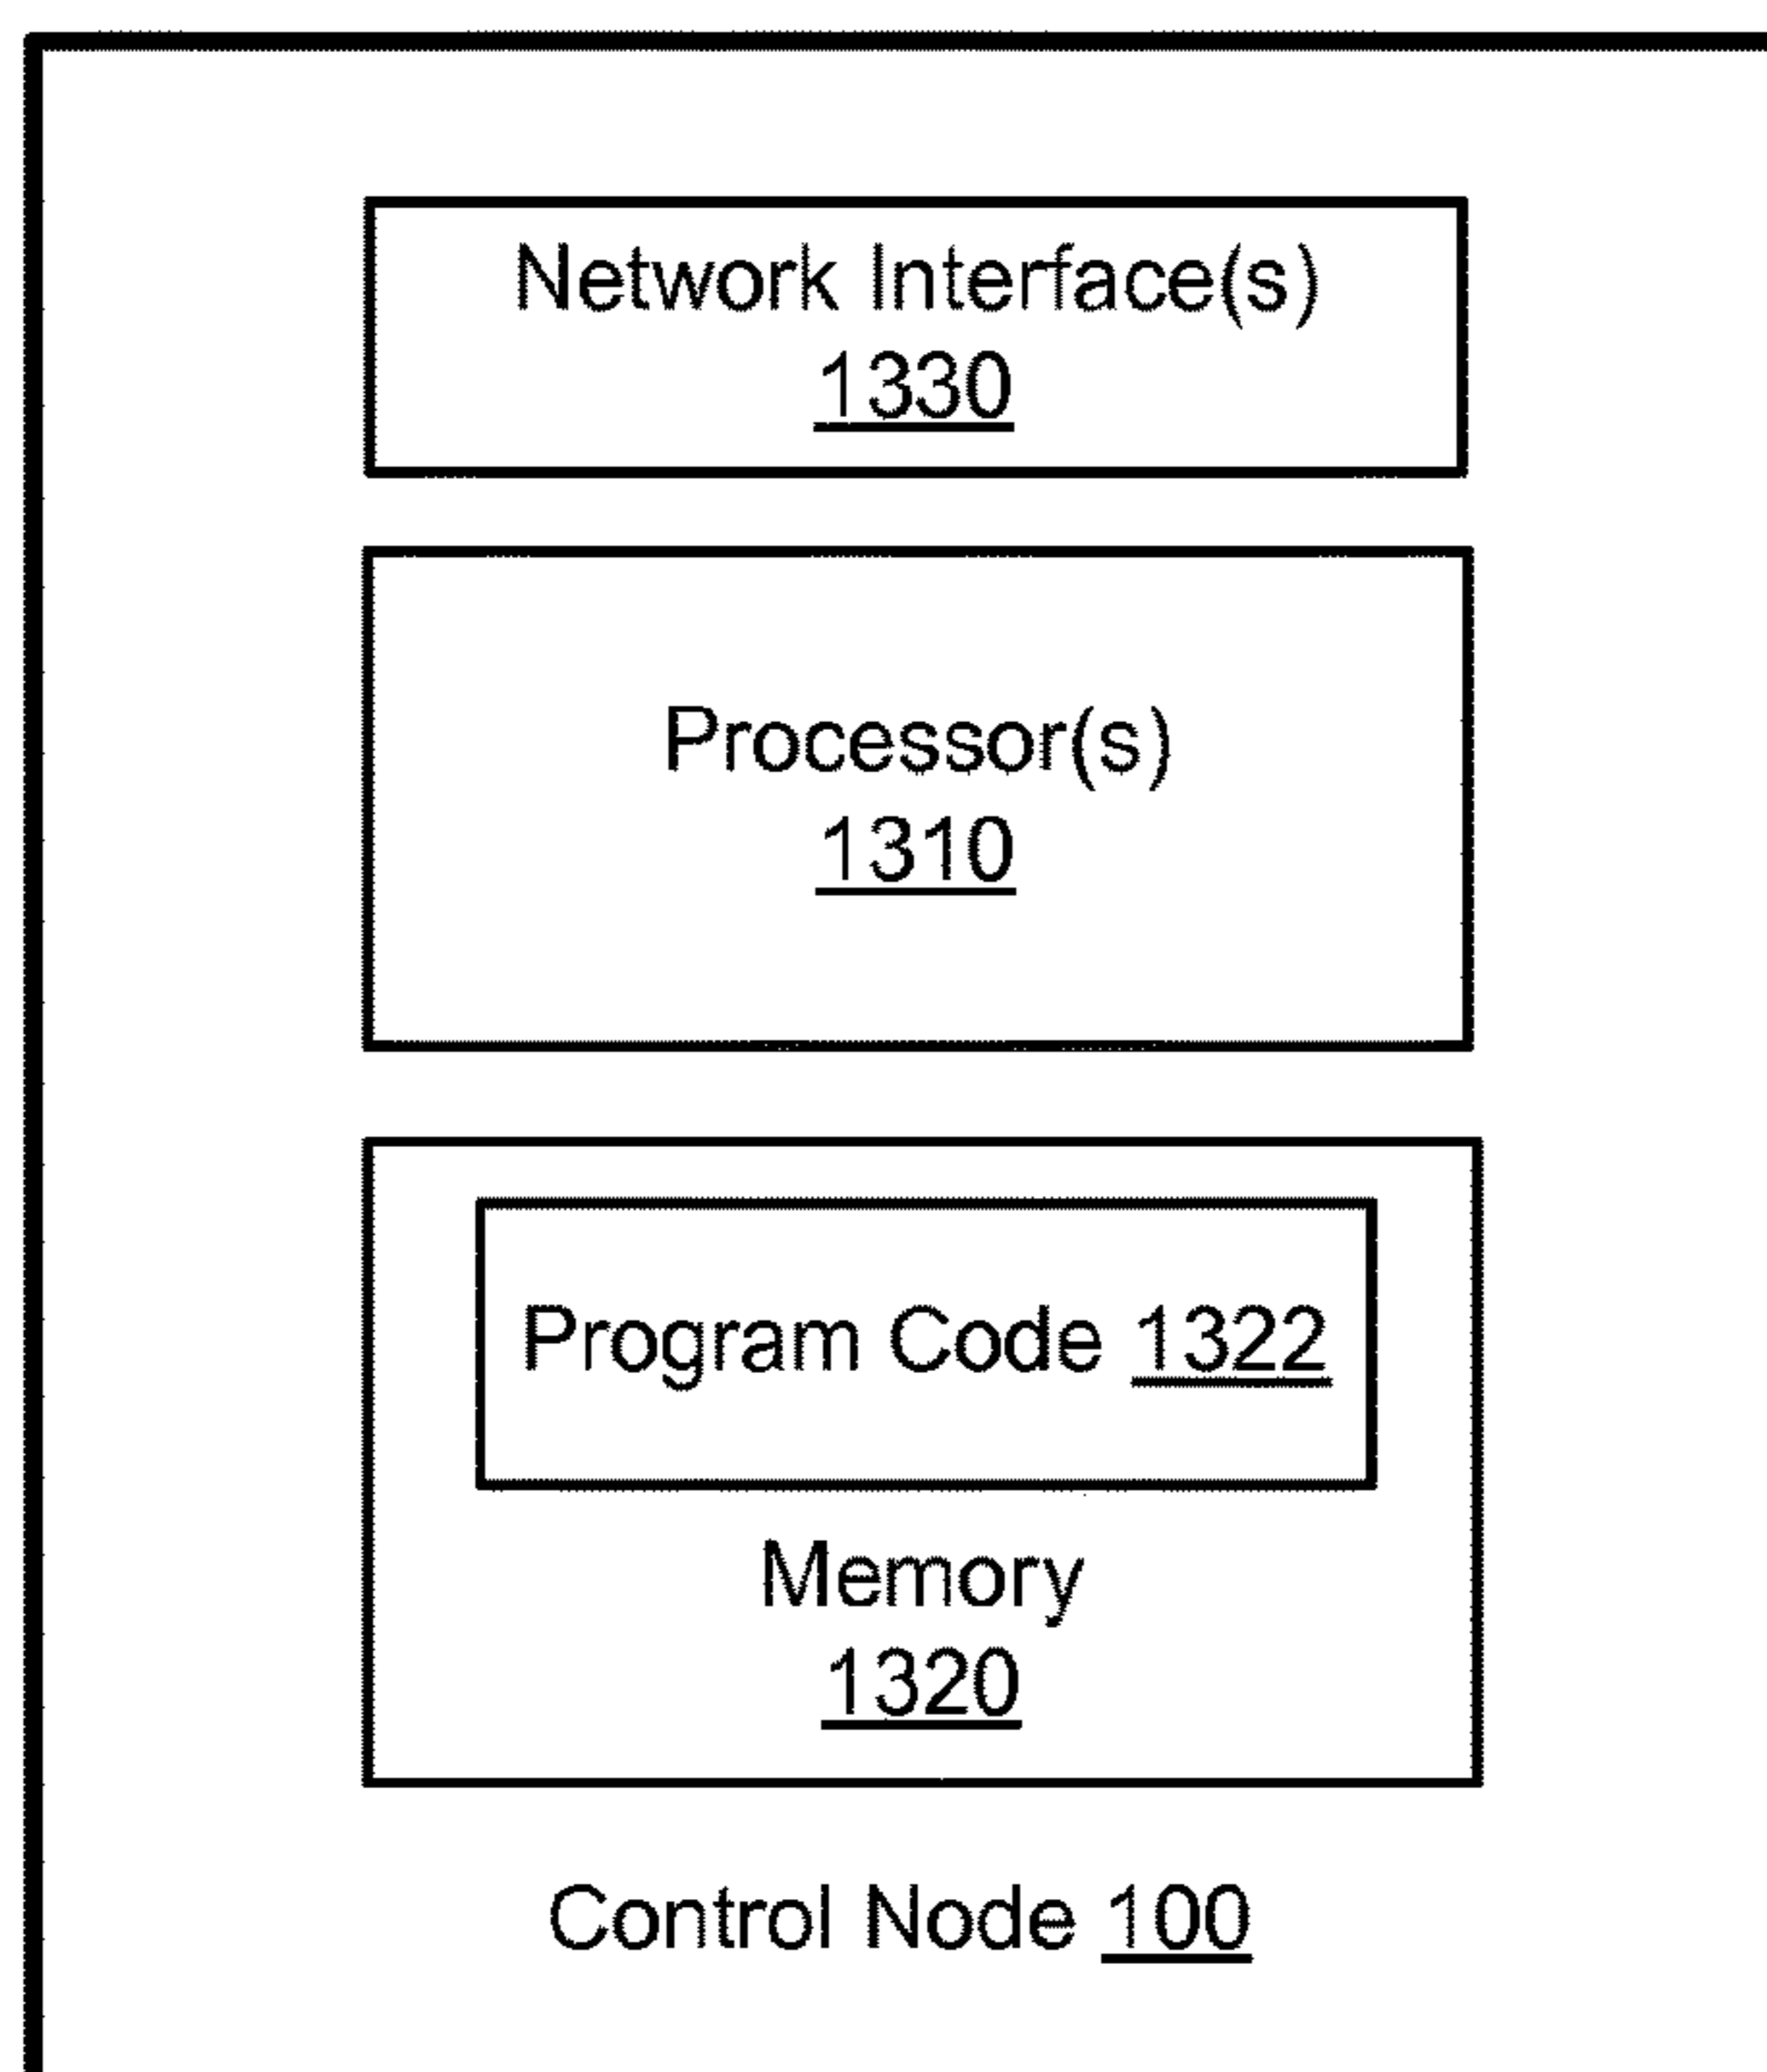 Network Interface(s)
1330
Processor(s)
1310
Program Code 1322
Memory
1320
Control Node 100